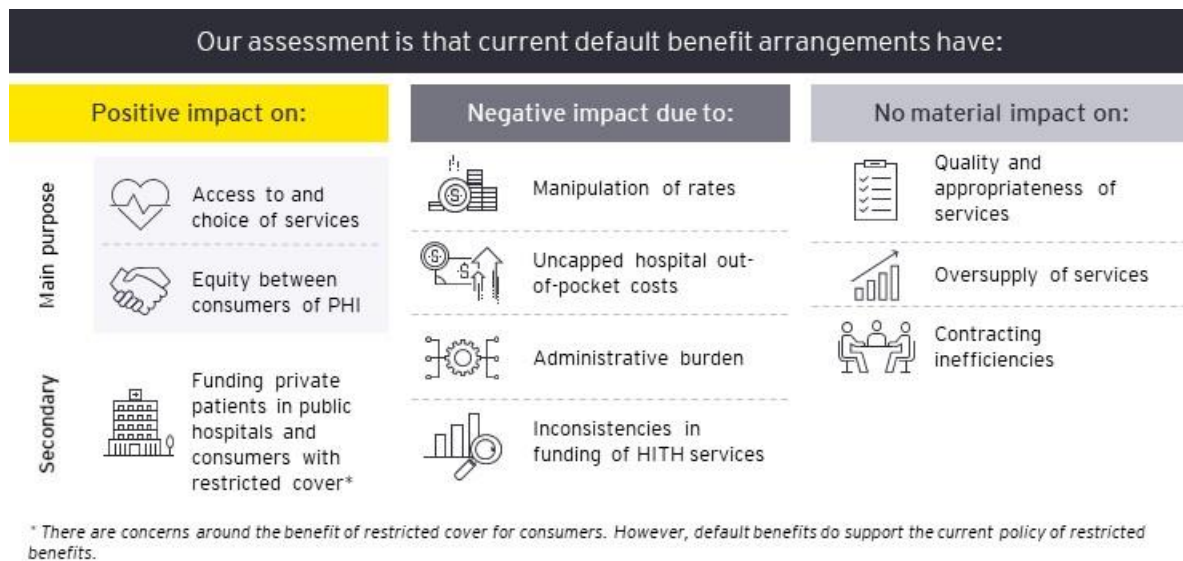 Our assessment is that current default benefit arrangements have:
Positive impact on:
Main purpose
Access to and
choice of services
Equity between
consumers of PHI
Secondary
Funding private
patients in public
hospitals and
consumers with
restricted cover*
Negative impact due to:
Manipulation of rates
Uncapped hospital out-
of-pocket costs
Administrative burden
Inconsistencies in
funding of HITH services
No material impact on:
Quality and
appropriateness of
services
Oversupply of services
Contracting
inefficiencies
* There are concerns around the benefit of restricted cover for consumers. However, default benefits do support the current policy of restricted
benefits.